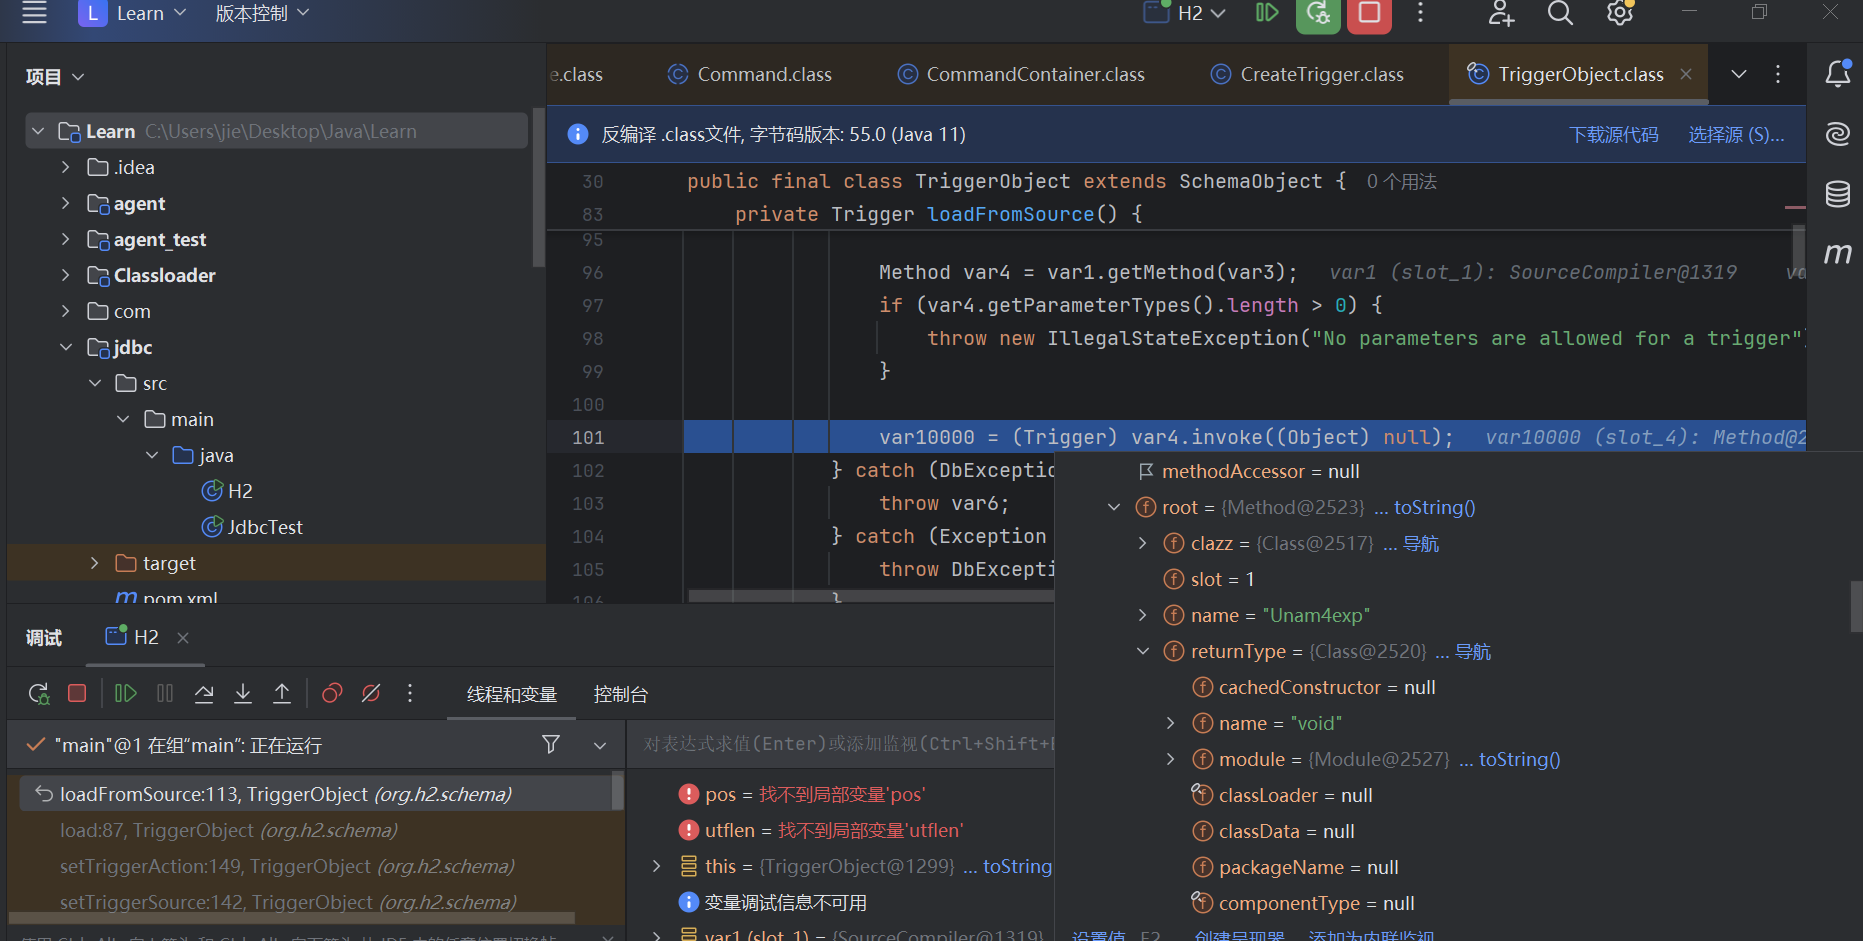 L Learn 版本控制 H2
项目
e.class Command.class CommandContainer.class CreateTrigger.class TriggerObject.class
反编译 .class文件, 字节码版本: 55.0 (Java 11) 下载源代码 选择源 (S)...
Learn C:\Users\jie\Desktop\Java\Learn
.idea
agent
agent_test
Classloader
com
jdbc
src
main
java
H2
JdbcTest
target
pom.xml
30 public final class TriggerObject extends SchemaObject { 0 个用法
83 private Trigger loadFromSource() {
95
96 Method var4 = var1.getMethod(var3); var1 (slot_1): SourceCompiler@1319 va
97 if (var4.getParameterTypes().length > 0) {
98 throw new IllegalStateException("No parameters are allowed for a trigger")
99 }
100
101 var10000 = (Trigger) var4.invoke((Object) null); var10000 (slot_4): Method@2
102 } catch (DbExceptio
103 throw var6;
104 } catch (Exception
105 throw DbExcepti
106 }
methodAccessor = null
root = {Method@2523} ... toString()
clazz = {Class@2517} ... 导航
slot = 1
name = "Unam4exp"
returnType = {Class@2520} ... 导航
cachedConstructor = null
name = "void"
module = {Module@2527} ... toString()
classLoader = null
classData = null
packageName = null
componentType = null
设置值 F2 创建呈现器 添加为内联监视
调试 H2
线程和变量 控制台
"main"@1 在组“main”: 正在运行
loadFromSource:113, TriggerObject (org.h2.schema)
load:87, TriggerObject (org.h2.schema)
setTriggerAction:149, TriggerObject (org.h2.schema)
setTriggerSource:142, TriggerObject (org.h2.schema)
对表达式求值(Enter)或添加监视(Ctrl+Shift+E
pos = 找不到局部变量'pos'
utflen = 找不到局部变量'utflen'
this = {TriggerObject@1299} ... toString
变量调试信息不可用
var1 (slot_1) = {SourceCompiler@1319}